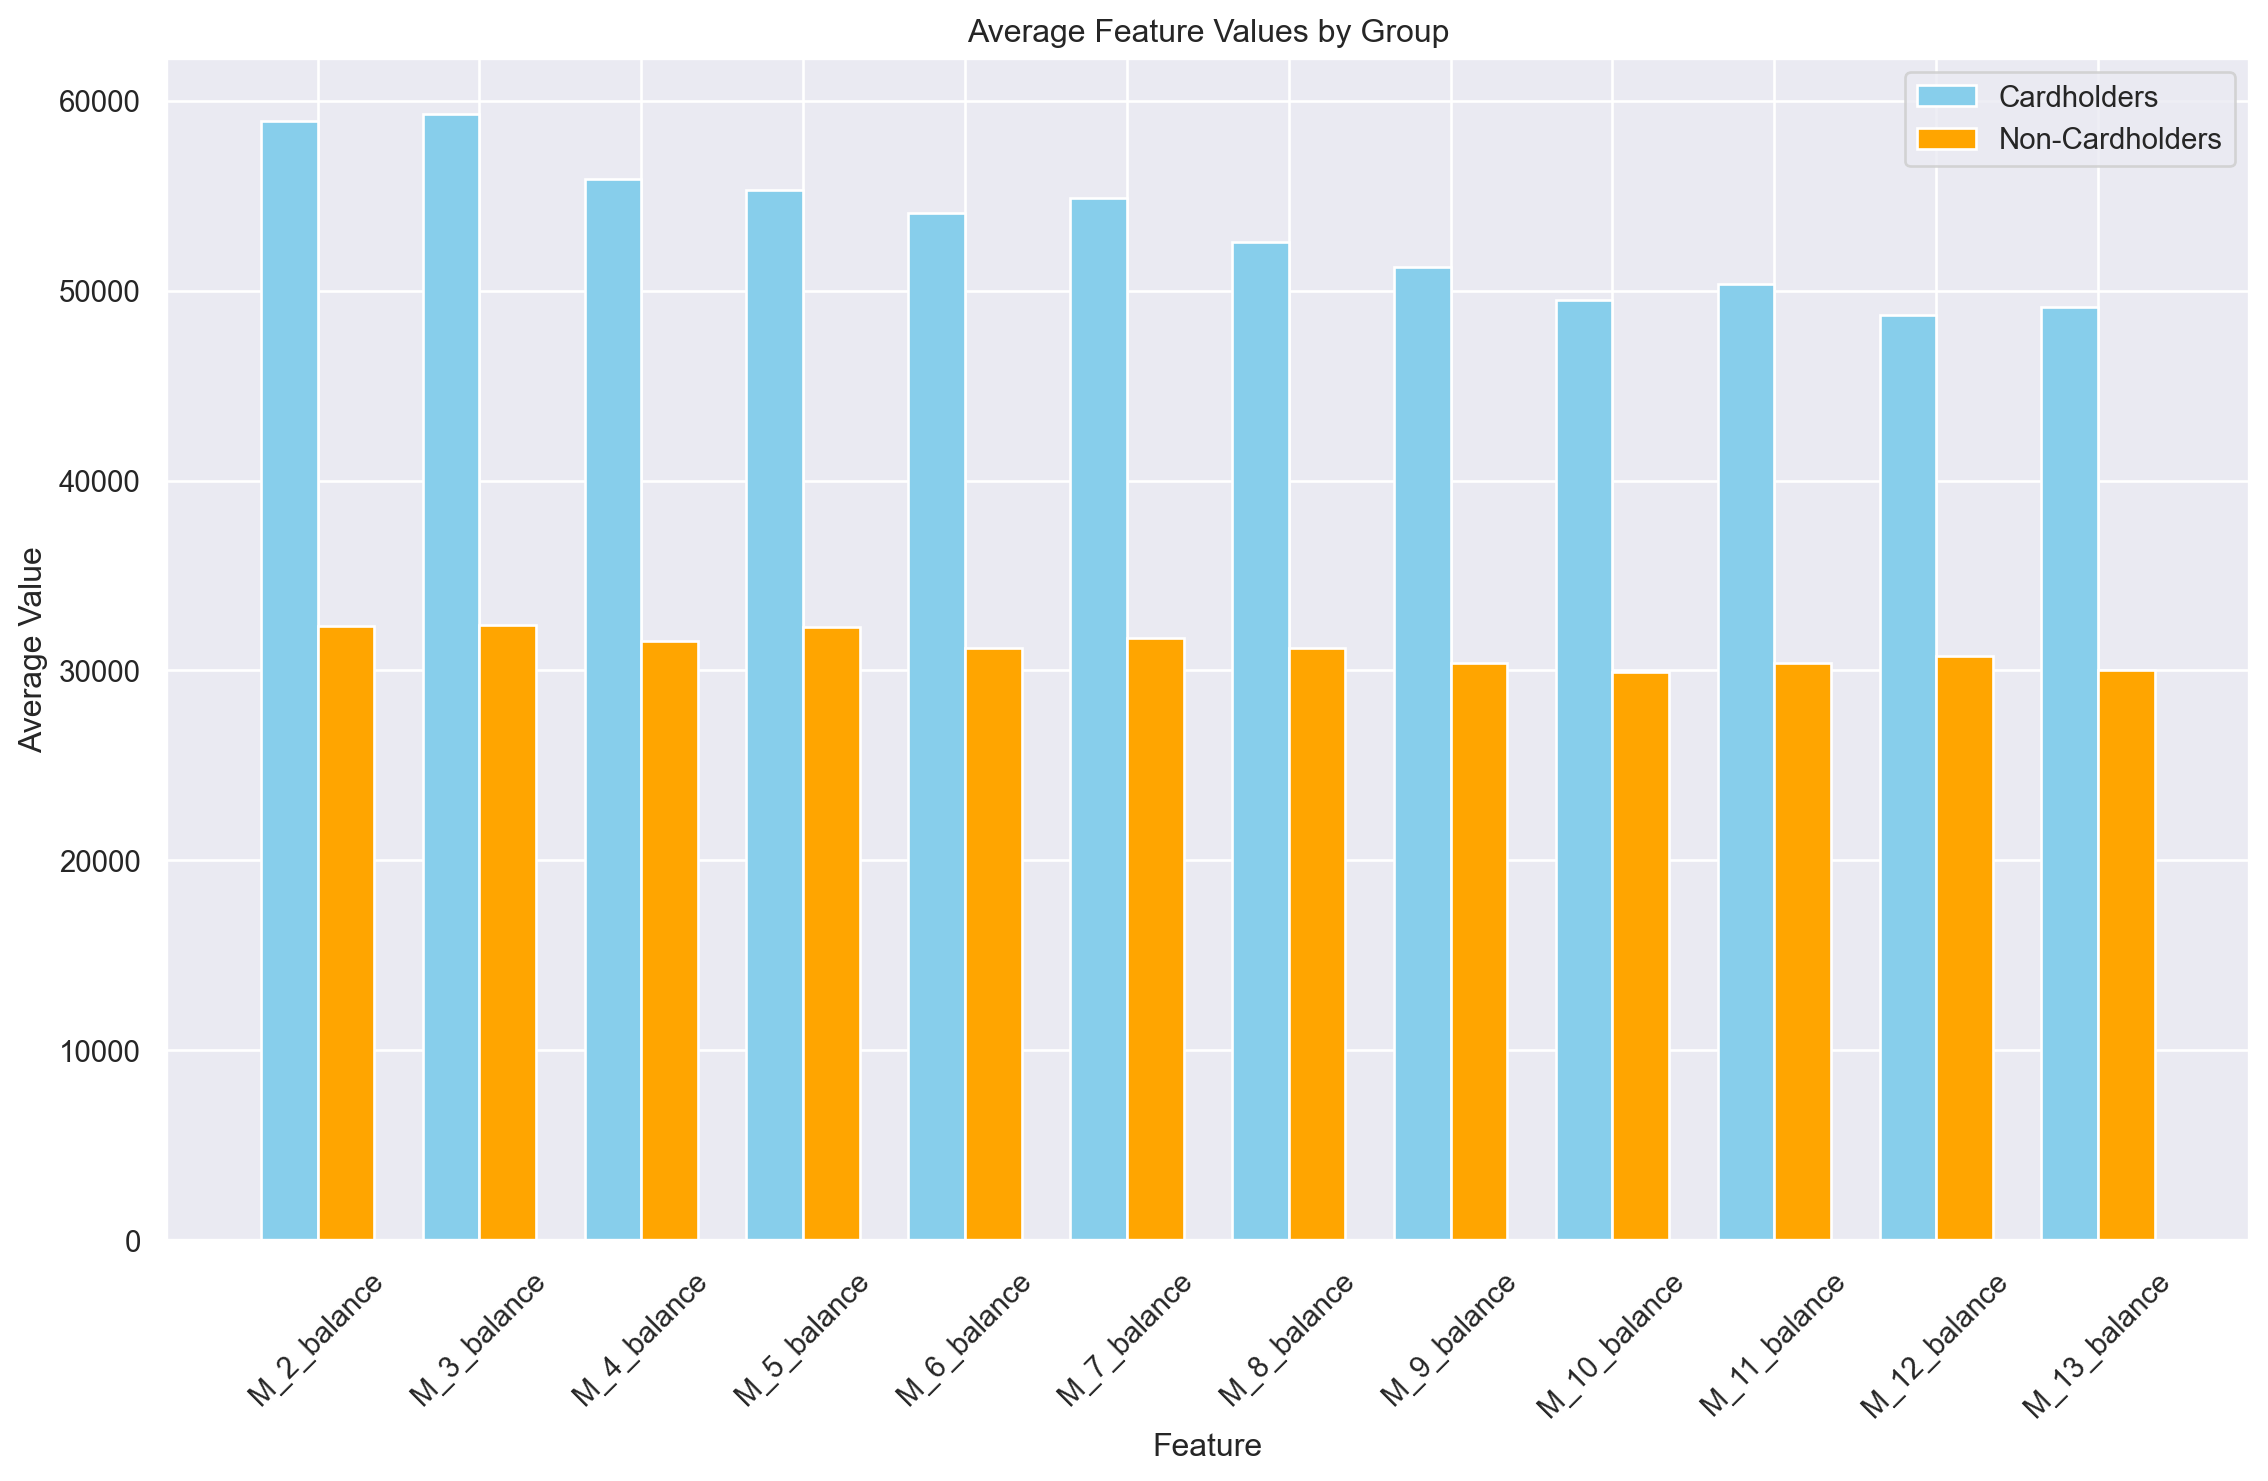 Average Feature Values by Group
Cardholders
Non-Cardholders
Average Value
60000
50000
40000
30000
20000
10000
0
M_2_balance
M_3_balance
M_4_balance
M_5_balance
M_6_balance
M_7_balance
M_8_balance
M_9_balance
M_10_balance
M_11_balance
M_12_balance
M_13_balance
Feature